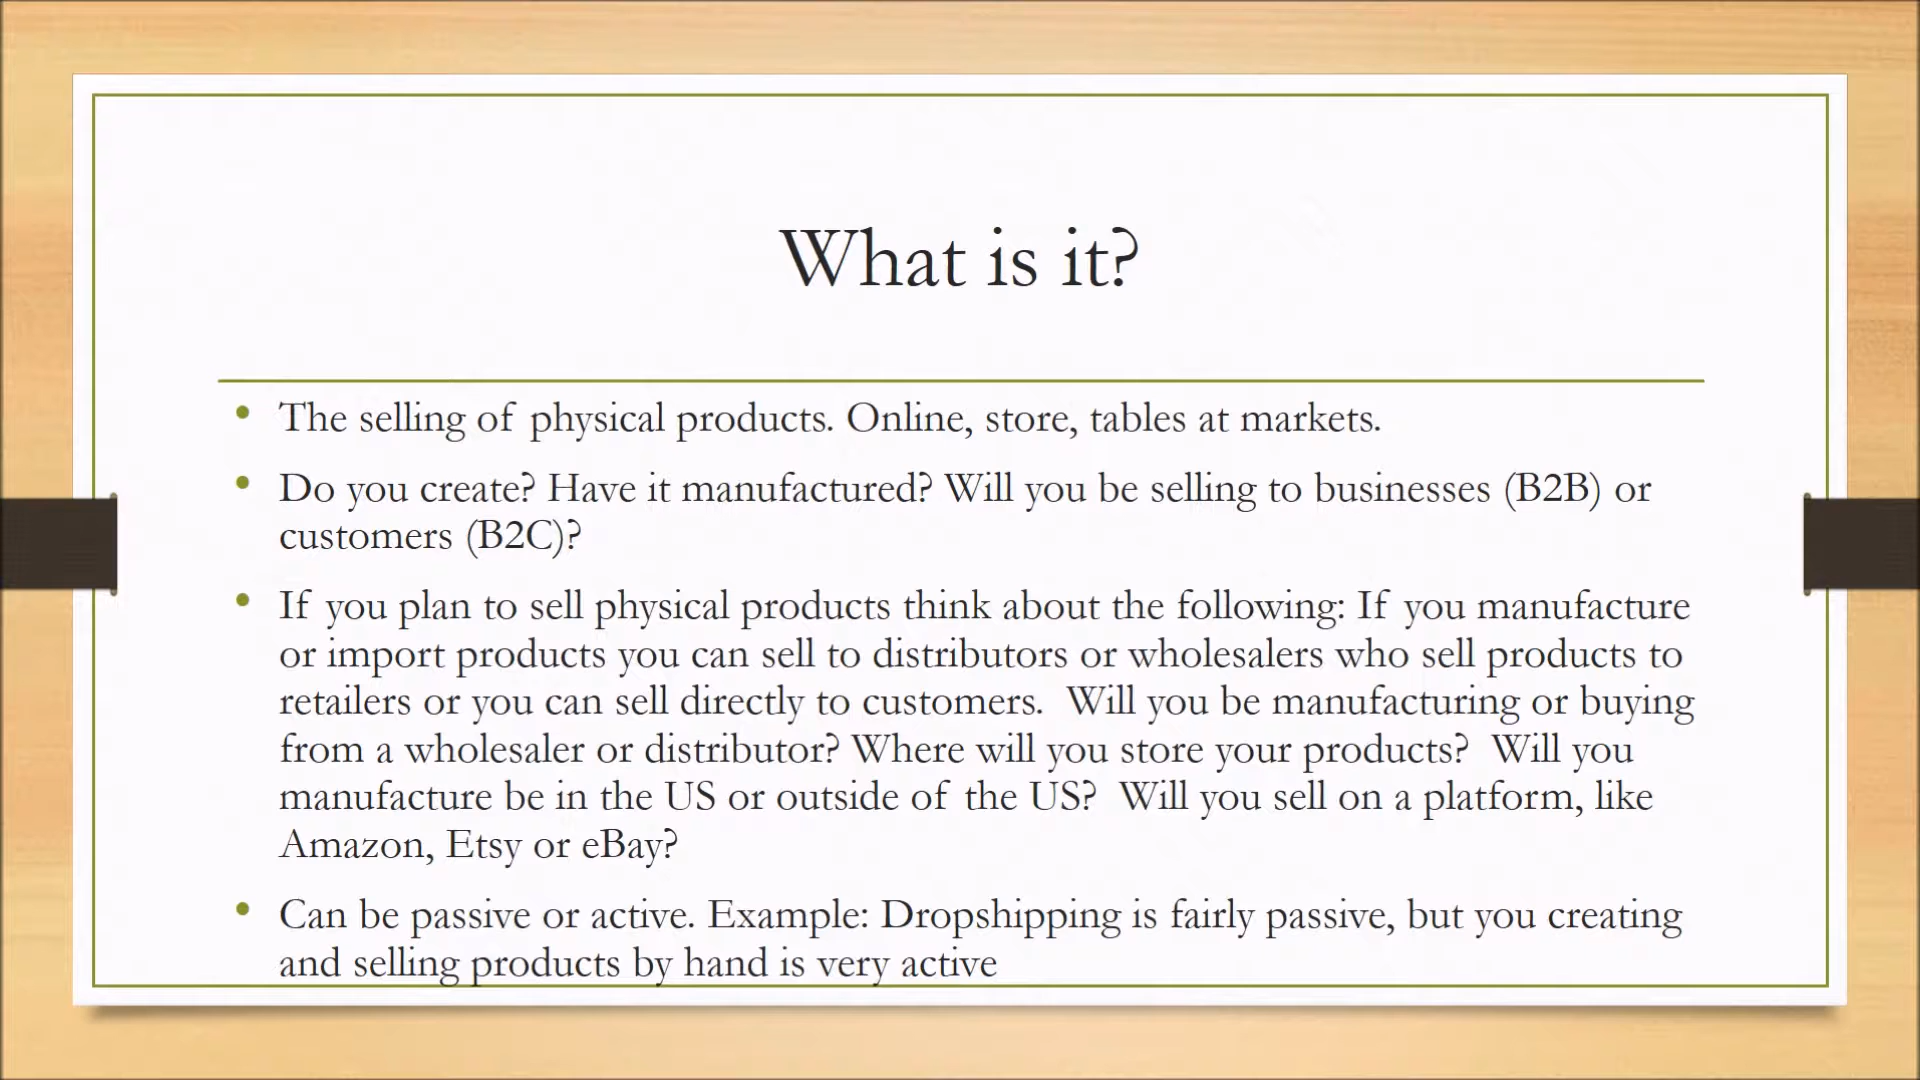 What is it?
The selling of physical products. Online, store, tables at markets.
Do you create? Have it manufactured? Will you be selling to businesses (B2B) or
customers (B2C)?
If you plan to sell physical products think about the following: If you manufacture
or import products you can sell to distributors or wholesalers who sell products to
retailers or you can sell directly to customers.  Will you be manufacturing or buying
from a wholesaler or distributor? Where will you store your products?  Will you
manufacture be in the US or outside of the US?  Will you sell on a platform, like
Amazon, Etsy or eBay?
Can be passive or active. Example: Dropshipping is fairly passive, but you creating
and selling products by hand is very active